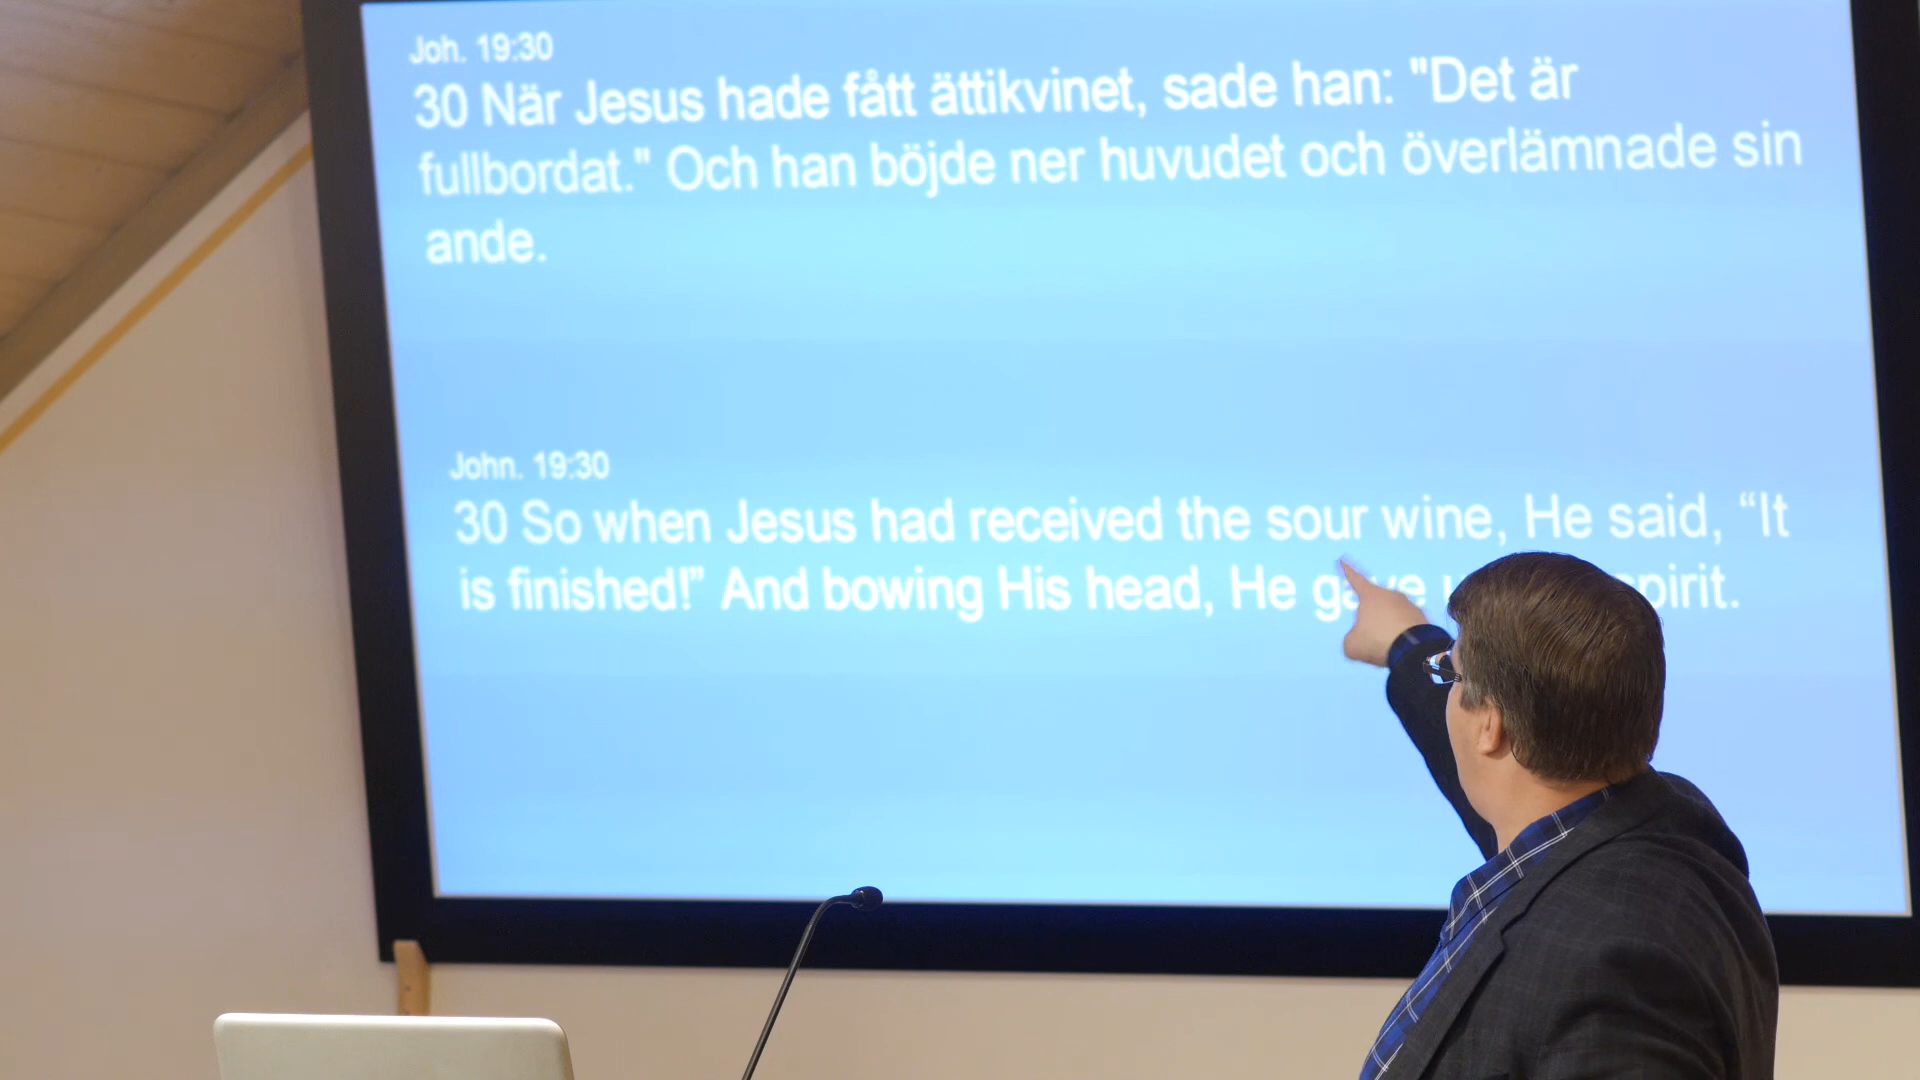 Joh. 19:30
30 När Jesus hade fått ättikvinet, sade han: "Det är
fullbordat." Och han böjde ner huvudet och överlämnade sin
ande.
John. 19:30
30 So when Jesus had received the sour wine, He said, “It
is finished!” And bowing His head, He gave spirit.